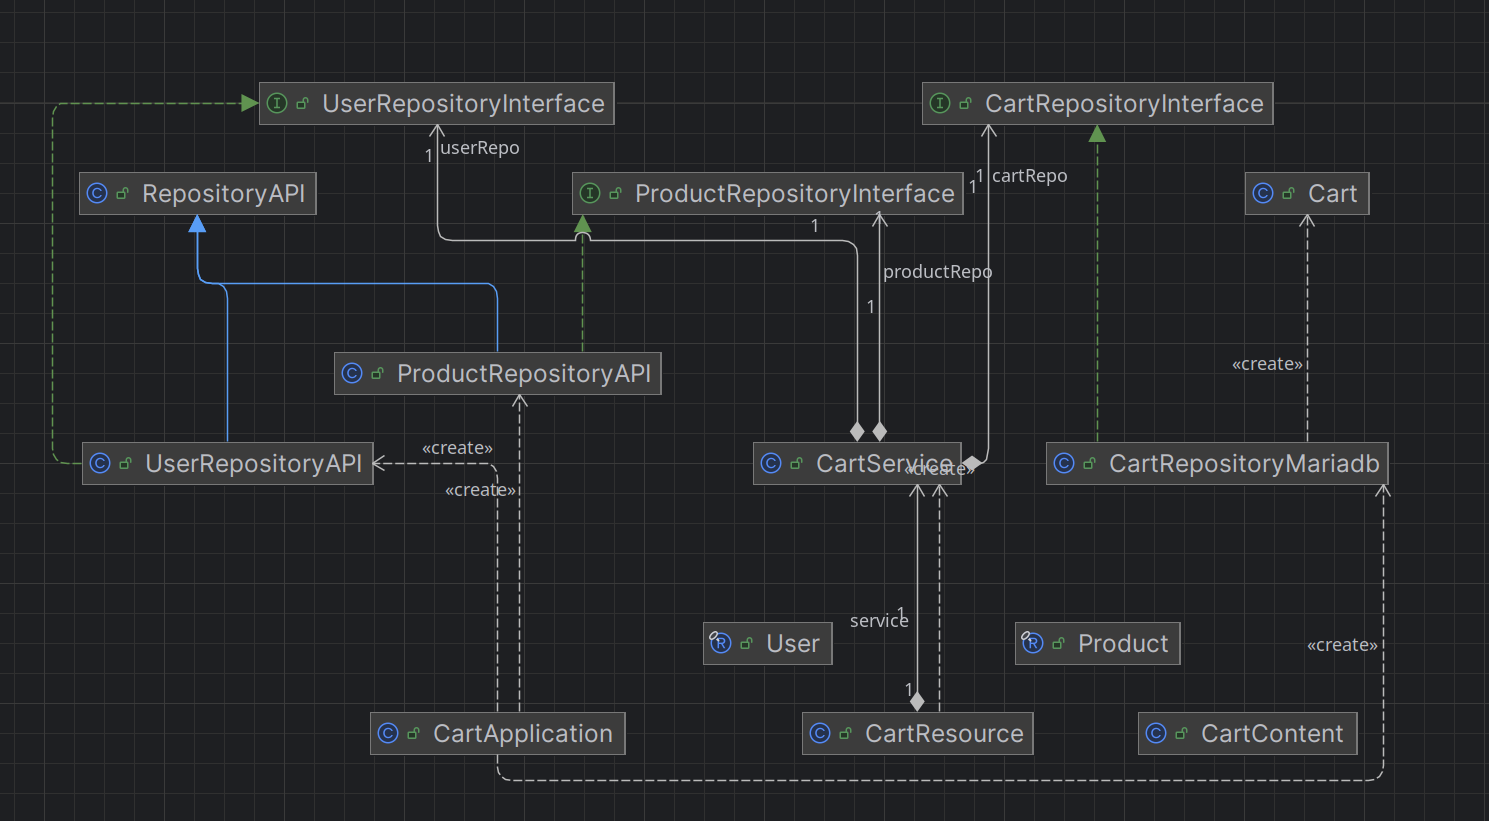 UserRepositoryInterface
CartRepositoryInterface
1
userRepo
1
1
cartRepo
RepositoryAPI
ProductRepositoryInterface
Cart
1
productRepo
1
«create»
ProductRepositoryAPI
«create»
UserRepositoryAPI
CartService
«create»
CartRepositoryMariadb
«create»
1
service
User
Product
«create»
1
CartApplication
CartResource
CartContent